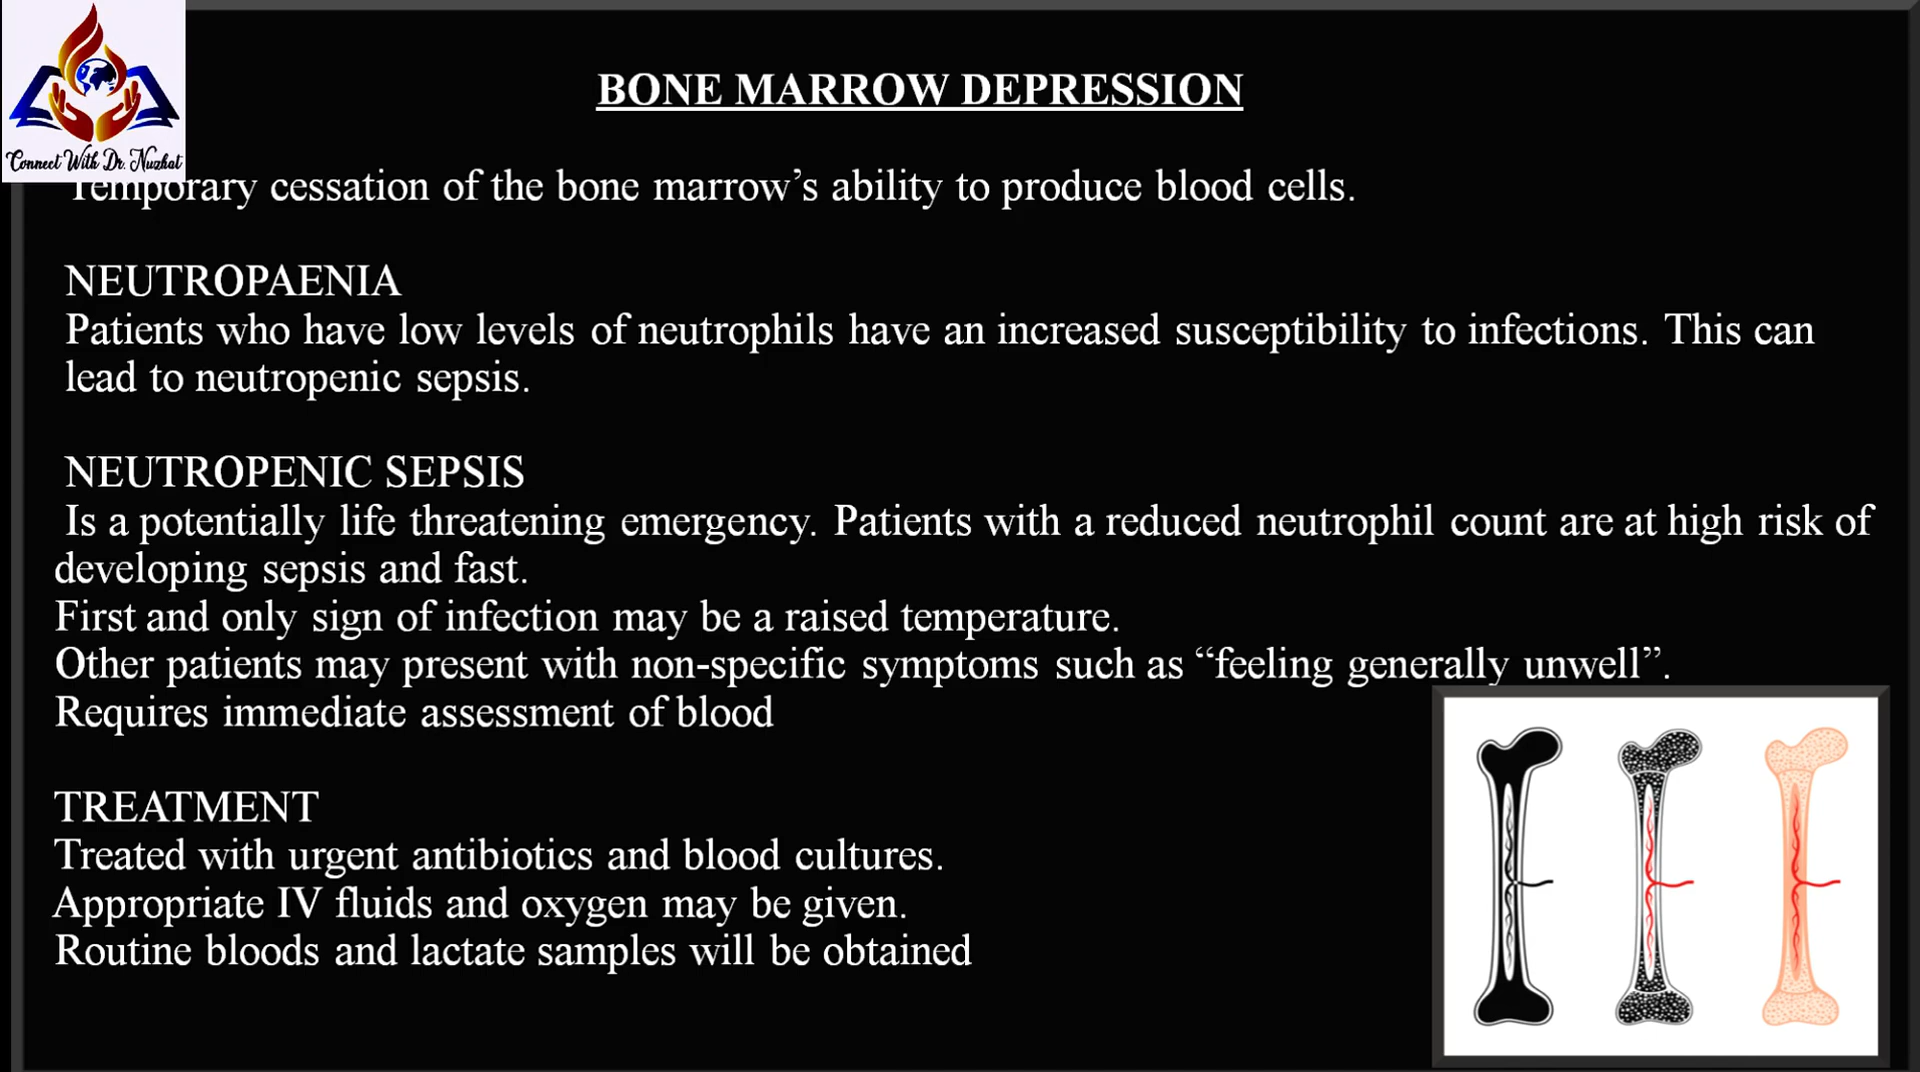 Connect With Dr. Nuzhat
BONE MARROW DEPRESSION
Temporary cessation of the bone marrow’s ability to produce blood cells.
NEUTROPAENIA
Patients who have low levels of neutrophils have an increased susceptibility to infections. This can
lead to neutropenic sepsis.
NEUTROPENIC SEPSIS
Is a potentially life threatening emergency. Patients with a reduced neutrophil count are at high risk of
developing sepsis and fast.
First and only sign of infection may be a raised temperature.
Other patients may present with non-specific symptoms such as “feeling generally unwell”.
Requires immediate assessment of blood
TREATMENT
Treated with urgent antibiotics and blood cultures.
Appropriate IV fluids and oxygen may be given.
Routine bloods and lactate samples will be obtained